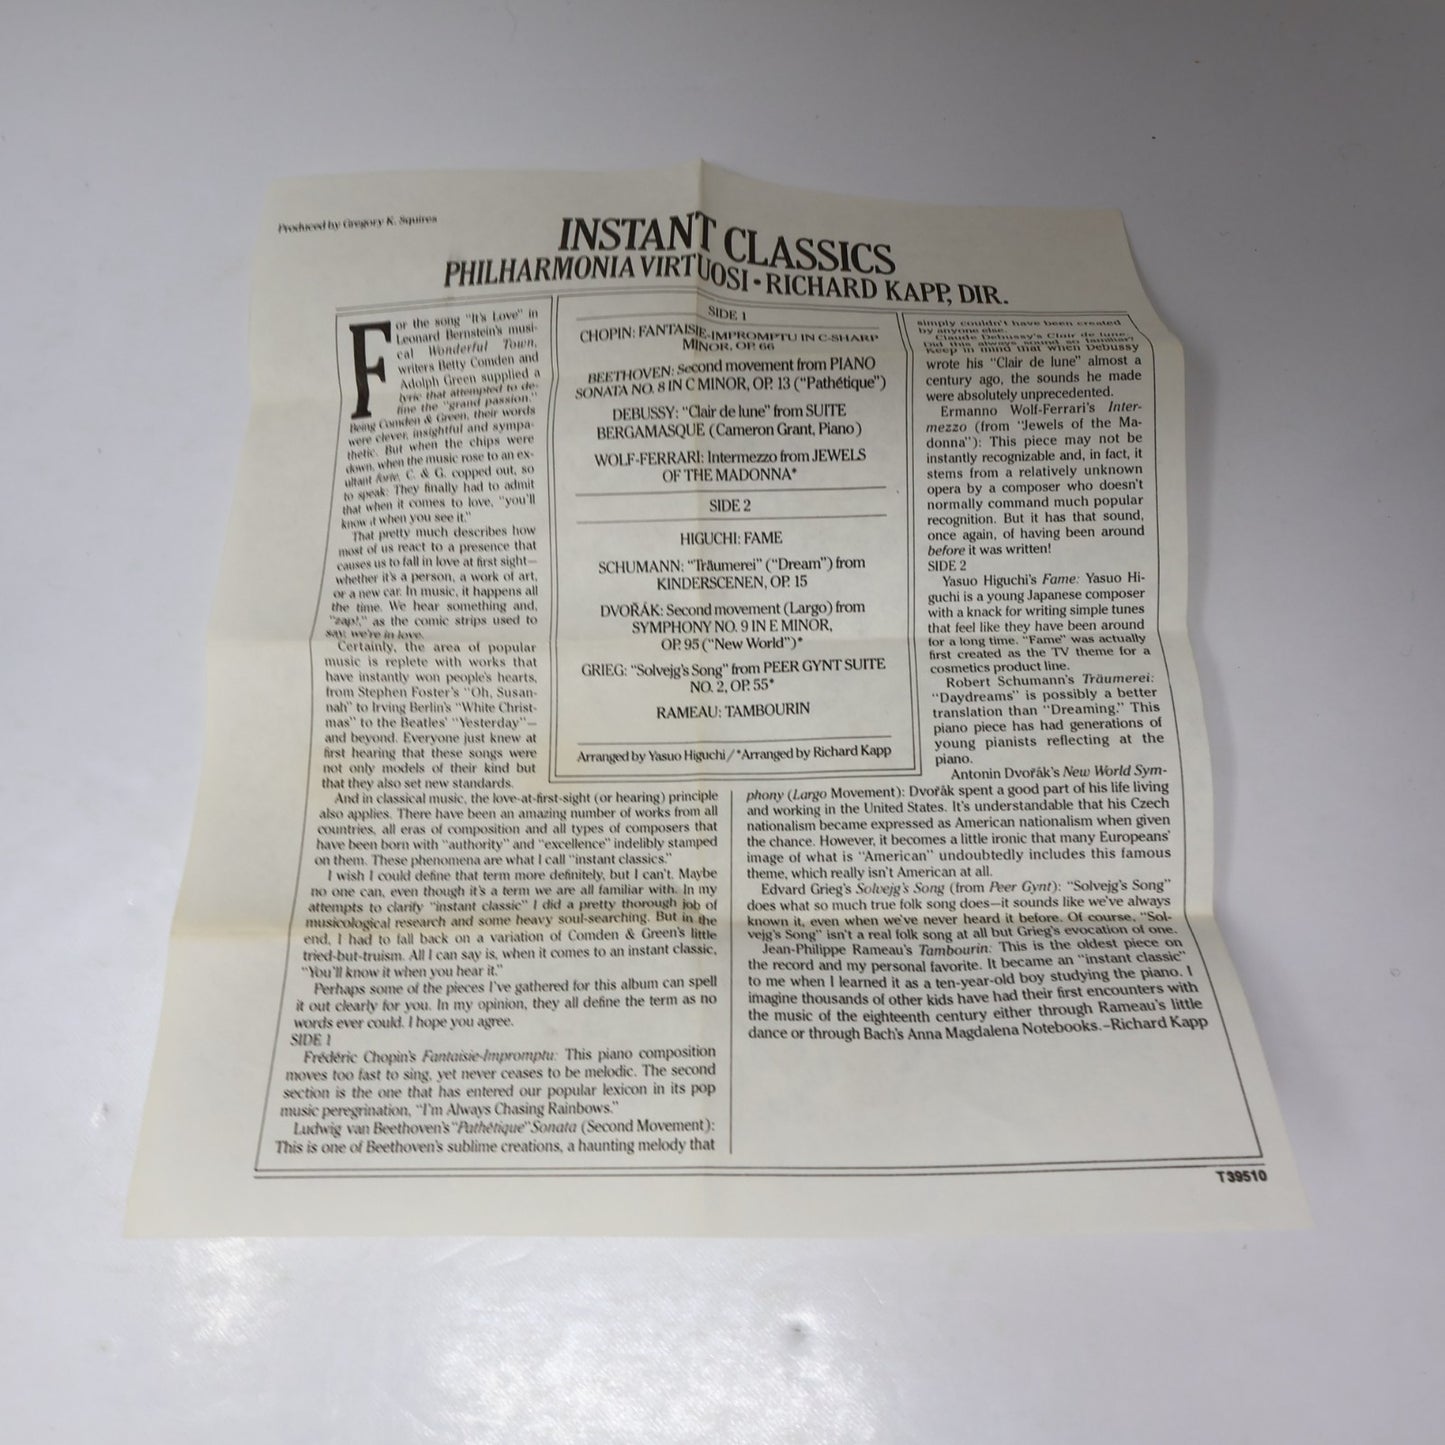 Produced by Gregory K. Squires
INSTANT CLASSICS
PHILHARMONIA VIRTUOSI • RICHARD KAPP, DIR.
For the song "It's Love" in
Leonard Bernstein's musi-
cal Wonderful Town,
writers Betty Comden and
Adolph Green supplied a
lyric that attempted to de-
fine the "grand passion."
Being Comden & Green, their words
were clever, insightful and sympa-
thetic. But when the chips were
down, when the music rose to an ex-
ultant forte, C. & G. copped out, so
to speak: They finally had to admit
that when it comes to love, "you'll
know it when you see it."
That pretty much describes how
most of us react to a presence that
causes us to fall in love at first sight—
whether it's a person, a work of art,
or a new car. In music, it happens all
the time. We hear something and,
"zap!," as the comic strips used to
say, we're in love.
Certainly, the area of popular
music is replete with works that
have instantly won people's hearts,
from Stephen Foster's "Oh, Susan-
nah" to Irving Berlin's "White Christ-
mas" to the Beatles' "Yesterday"—
and beyond. Everyone just knew at
first hearing that these songs were
not only models of their kind but
that they also set new standards.
And in classical music, the love-at-first-sight (or hearing) principle
also applies. There have been an amazing number of works from all
countries, all eras of composition and all types of composers that
have been born with "authority" and "excellence" indelibly stamped
on them. These phenomena are what I call "instant classics."
I wish I could define that term more definitely, but I can't. Maybe
no one can, even though it's a term we are all familiar with. In my
attempts to clarify "instant classic" I did a pretty thorough job of
musicological research and some heavy soul-searching. But in the
end, I had to fall back on a variation of Comden & Green's little
tried-but-truism. All I can say is, when it comes to an instant classic,
"You'll know it when you hear it."
Perhaps some of the pieces I've gathered for this album can spell
it out clearly for you. In my opinion, they all define the term as no
words ever could. I hope you agree.
SIDE 1
Frédéric Chopin's Fantaisie-Impromptu: This piano composition
moves too fast to sing, yet never ceases to be melodic. The second
section is the one that has entered our popular lexicon in its pop
music peregrination, "I'm Always Chasing Rainbows."
Ludwig van Beethoven's "Pathétique" Sonata (Second Movement):
This is one of Beethoven's sublime creations, a haunting melody that
SIDE 1
CHOPIN: FANTAISIE-IMPROMPTU IN C-SHARP
MINOR, OP. 66
BEETHOVEN: Second movement from PIANO
SONATA NO. 8 IN C MINOR, OP. 13 ("Pathétique")
DEBUSSY: "Clair de lune" from SUITE
BERGAMASQUE (Cameron Grant, Piano)
WOLF-FERRARI: Intermezzo from JEWELS
OF THE MADONNA*
SIDE 2
HIGUCHI: FAME
SCHUMANN: "Träumerei" ("Dream") from
KINDERSCENEN, OP. 15
DVOŘÁK: Second movement (Largo) from
SYMPHONY NO. 9 IN E MINOR,
OP. 95 ("New World")*
GRIEG: "Solvejg's Song" from PEER GYNT SUITE
NO. 2, OP. 55*
RAMEAU: TAMBOURIN
Arranged by Yasuo Higuchi/*Arranged by Richard Kapp
simply couldn't have been created
by anyone else.
Claude Debussy's Clair de lune:
Did this always sound so familiar?
Keep in mind that when Debussy
wrote his "Clair de lune" almost a
century ago, the sounds he made
were absolutely unprecedented.
Ermanno Wolf-Ferrari's Inter-
mezzo (from "Jewels of the Ma-
donna"): This piece may not be
instantly recognizable and, in fact, it
stems from a relatively unknown
opera by a composer who doesn't
normally command much popular
recognition. But it has that sound,
once again, of having been around
before it was written!
SIDE 2
Yasuo Higuchi's Fame: Yasuo Hi-
guchi is a young Japanese composer
with a knack for writing simple tunes
that feel like they have been around
for a long time. "Fame" was actually
first created as the TV theme for a
cosmetics product line.
Robert Schumann's Träumerei:
"Daydreams" is possibly a better
translation than "Dreaming." This
piano piece has had generations of
young pianists reflecting at the
piano.
Antonin Dvořák's New World Sym-
phony (Largo Movement): Dvořák spent a good part of his life living
and working in the United States. It's understandable that his Czech
nationalism became expressed as American nationalism when given
the chance. However, it becomes a little ironic that many Europeans'
image of what is "American" undoubtedly includes this famous
theme, which really isn't American at all.
Edvard Grieg's Solvejg's Song (from Peer Gynt): "Solvejg's Song"
does what so much true folk song does—it sounds like we've always
known it, even when we've never heard it before. Of course, "Sol-
vejg's Song" isn't a real folk song at all but Grieg's evocation of one.
Jean-Philippe Rameau's Tambourin: This is the oldest piece on
the record and my personal favorite. It became an "instant classic"
to me when I learned it as a ten-year-old boy studying the piano. I
imagine thousands of other kids have had their first encounters with
the music of the eighteenth century either through Rameau's little
dance or through Bach's Anna Magdalena Notebooks.–Richard Kapp
T39510